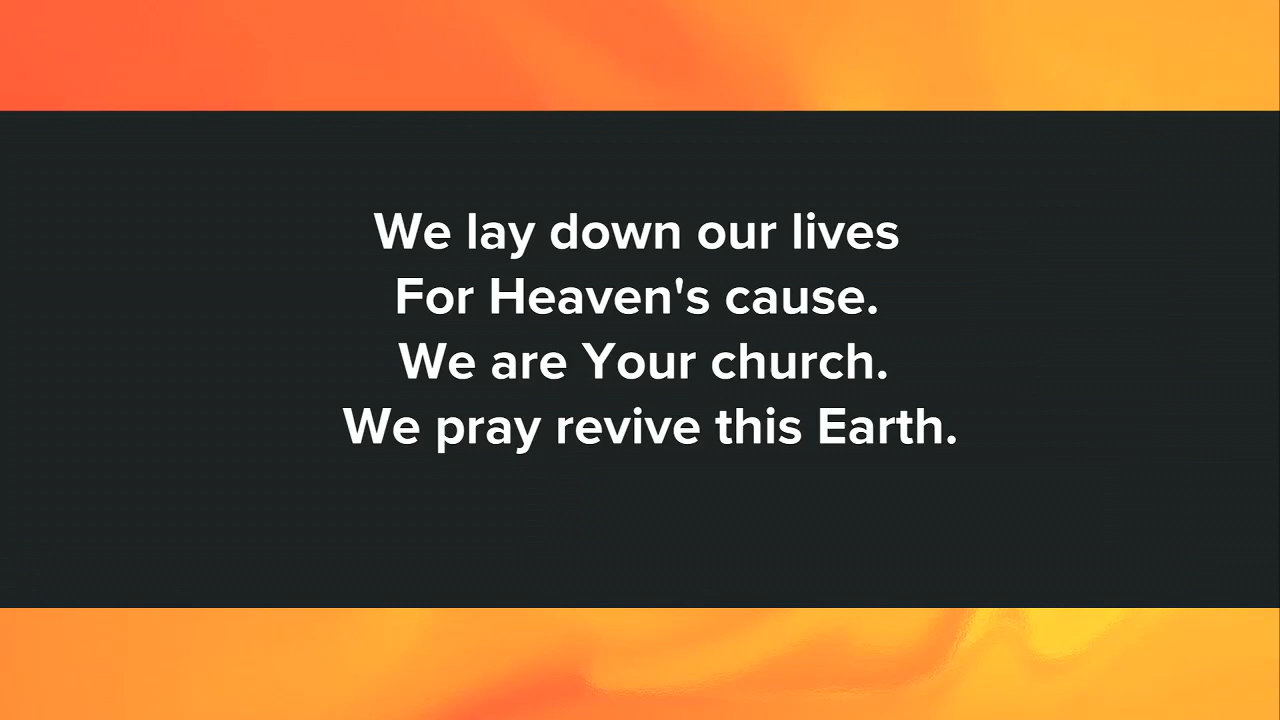 We lay down our lives
For Heaven's cause.
We are Your church.
We pray revive this Earth.